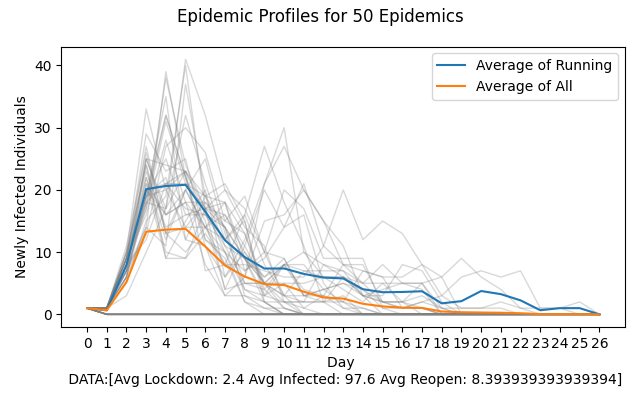 Epidemic Profiles for 50 Epidemics
Average of Running
Average of All
Newly Infected Individuals
40
30
20
10
0
0 1 2 3 4 5 6 7 8 9 10 11 12 13 14 15 16 17 18 19 20 21 22 23 24 25 26
Day
DATA:[Avg Lockdown: 2.4 Avg Infected: 97.6 Avg Reopen: 8.393939393939394]